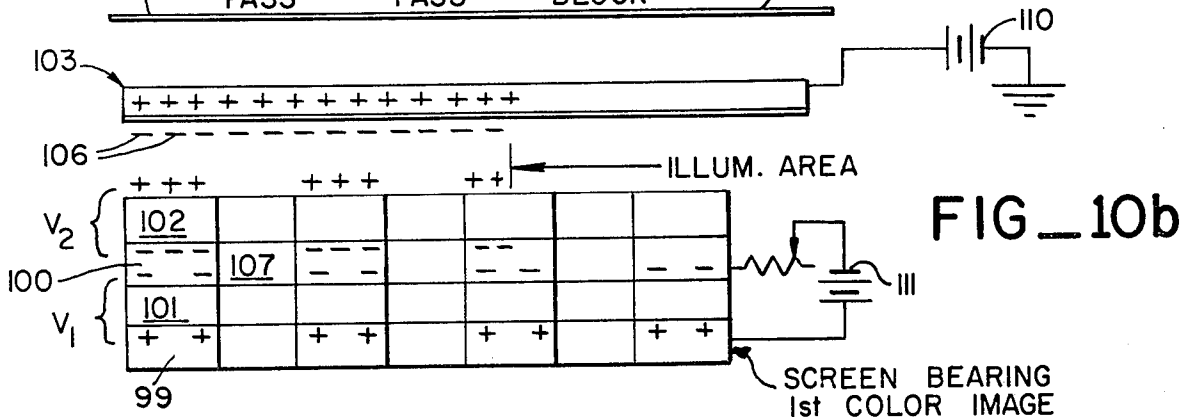 PASS PASS BLOCK
110
103
+ + + + + + + + + + + + +
106
ILLUM. AREA
+ + + + + + + +
V2
102
FIG_10b
100
107
111
V1
101
+ + + + + + + +
99
SCREEN BEARING
1st COLOR IMAGE